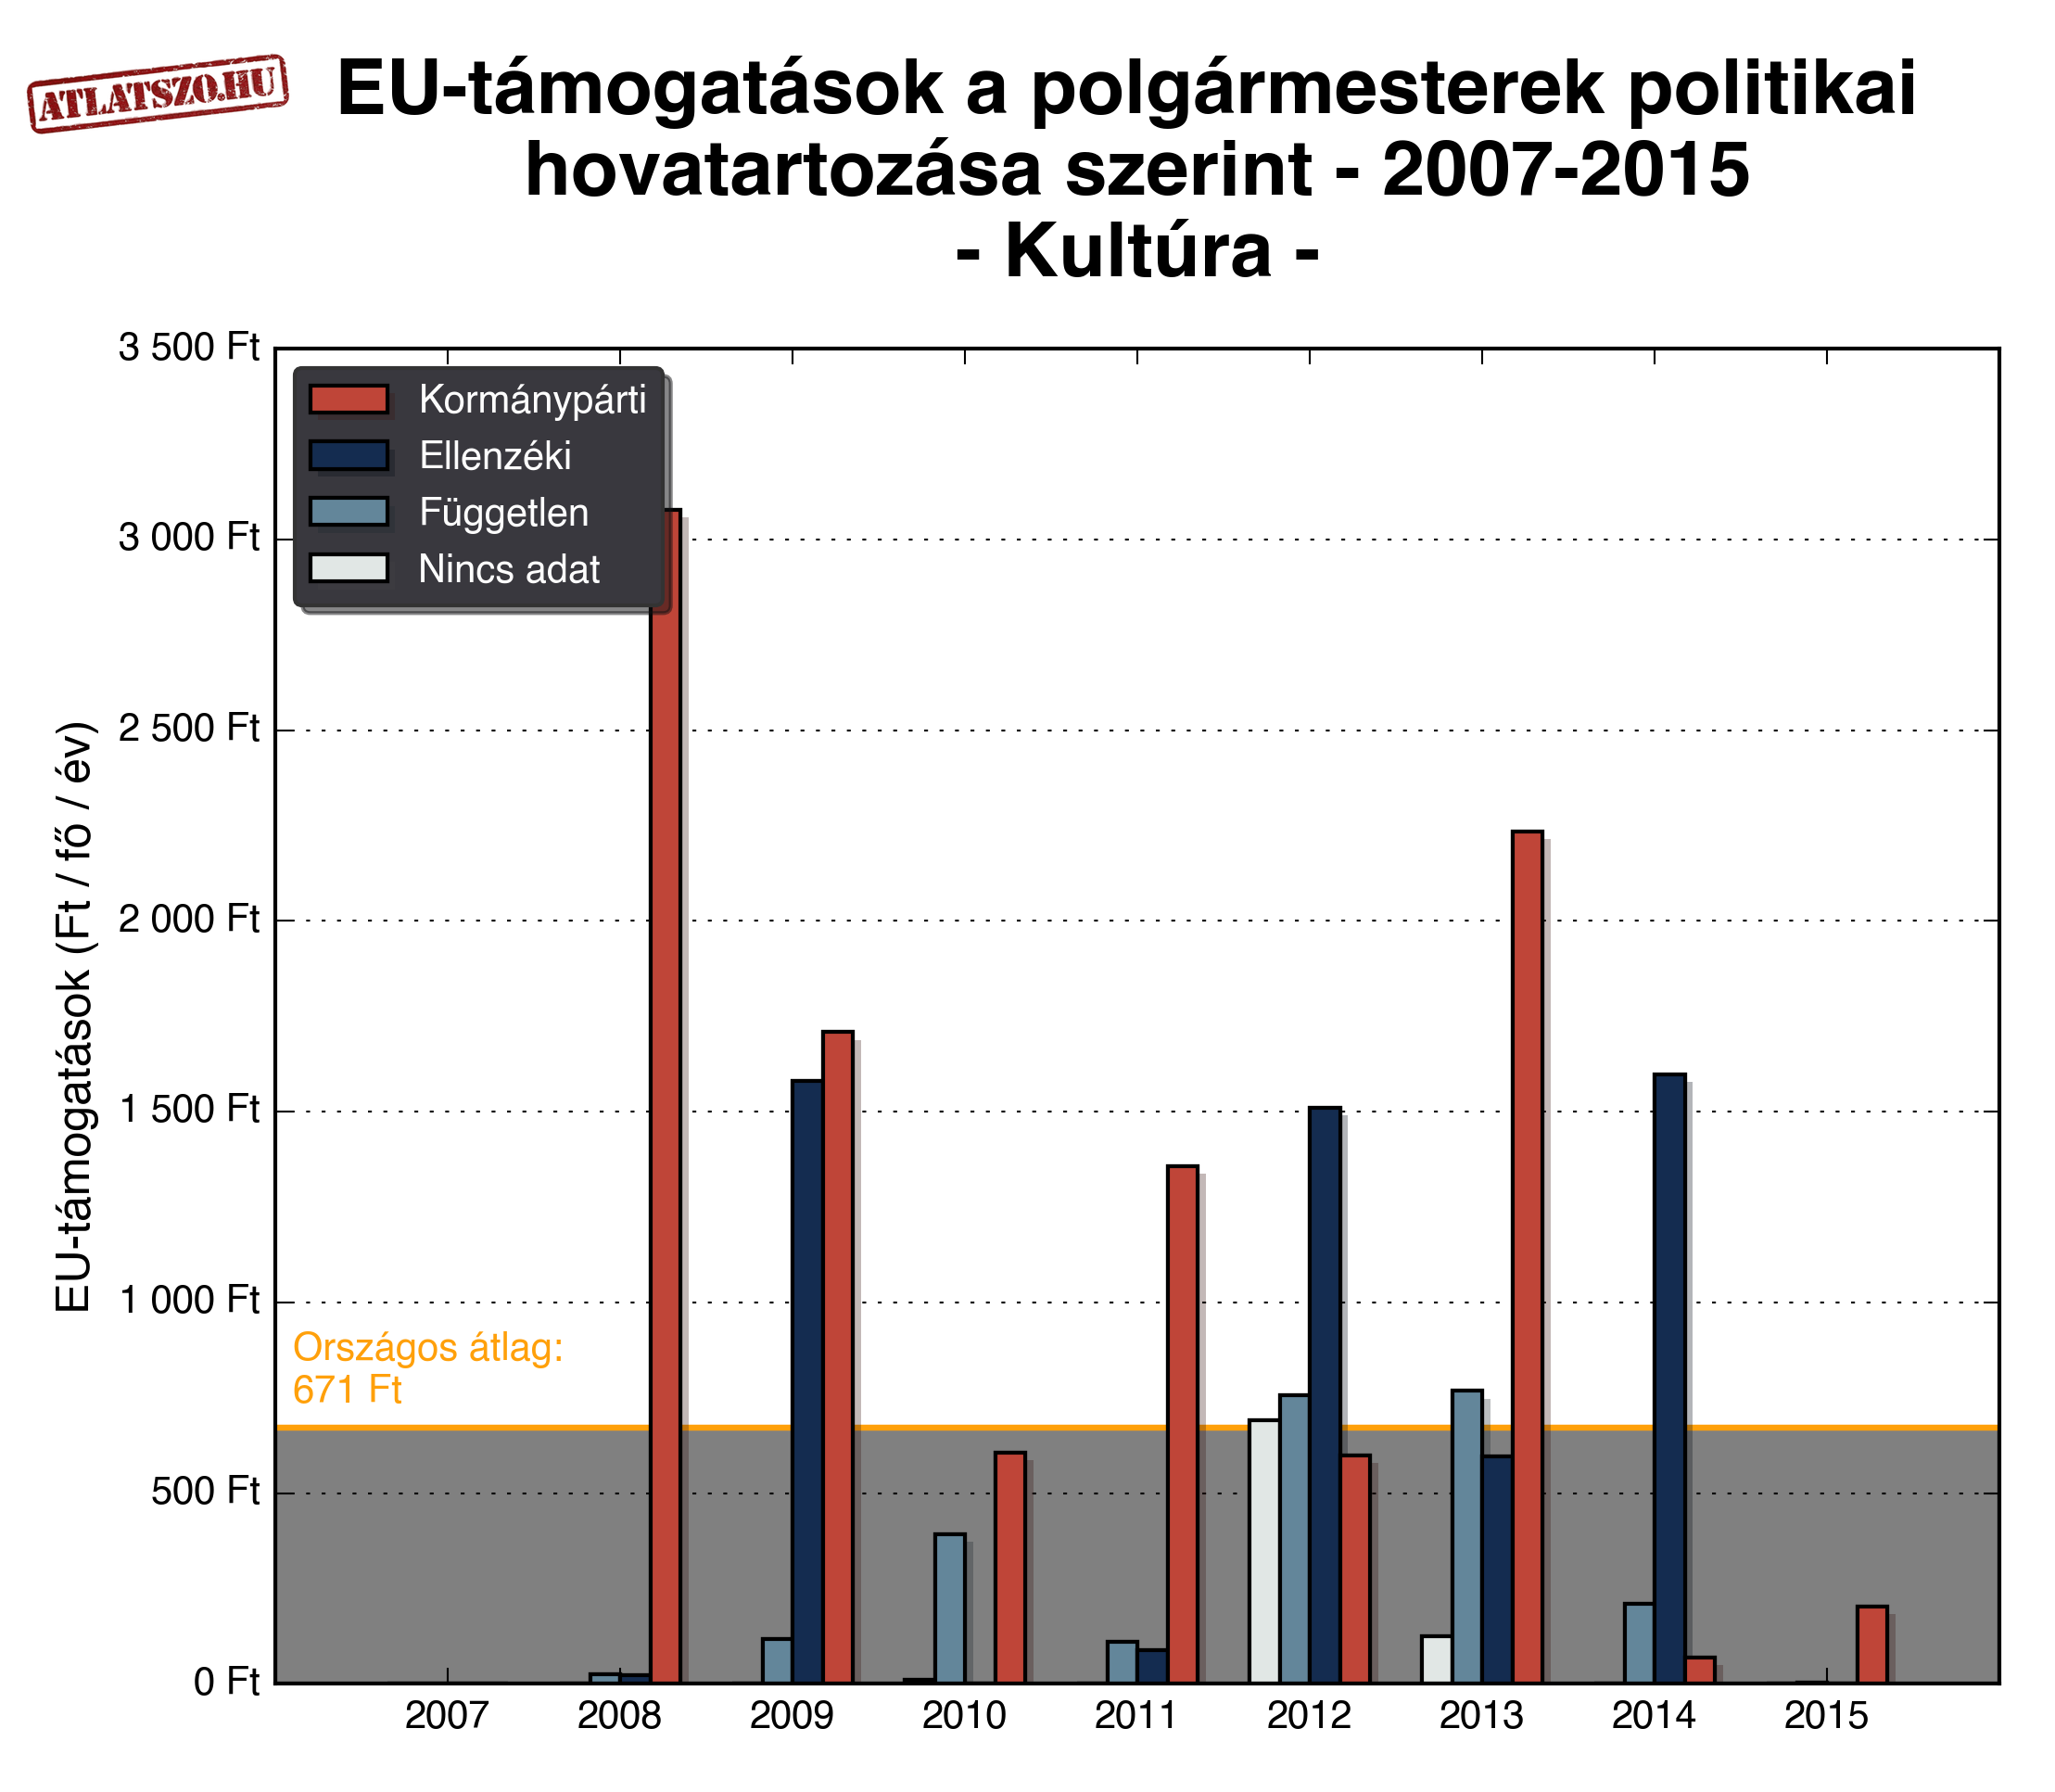 ATLATSZO.HU
EU-támogatások a polgármesterek politikai
hovatartozása szerint - 2007-2015
- Kultúra -
3 500 Ft
3 000 Ft
2 500 Ft
2 000 Ft
1 500 Ft
1 000 Ft
500 Ft
0 Ft
EU-támogatások (Ft / fő / év)
Kormánypárti
Ellenzéki
Független
Nincs adat
Országos átlag:
671 Ft
2007 2008 2009 2010 2011 2012 2013 2014 2015